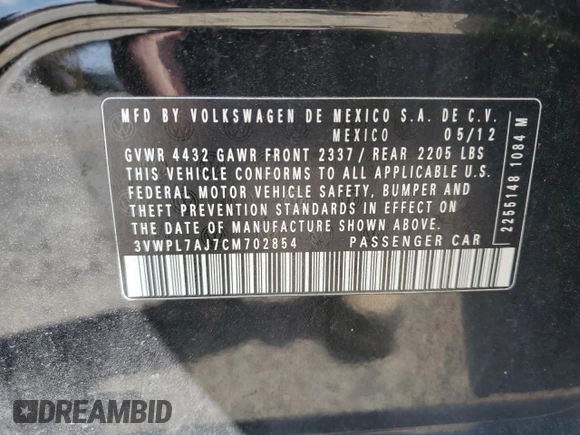 MFD BY VOLKSWAGEN DE MEXICO S.A. DE C.V.
MEXICO 05/12
GVWR 4432 GAWR FRONT 2337/ REAR 2205 LBS
THIS VEHICLE CONFORMS TO ALL APPLICABLE U.S.
FEDERAL MOTOR VEHICLE SAFETY, BUMPER AND
THEFT PREVENTION STANDARDS IN EFFECT ON
THE DATE OF MANUFACTURE SHOWN ABOVE.
3VWPL7AJ7CM702854 PASSENGER CAR
2266148 1084 M
DREAMBID